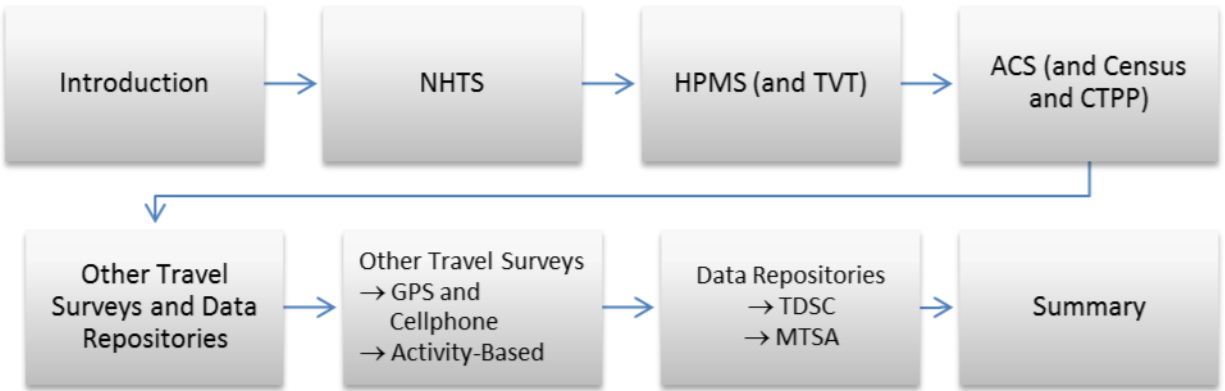 Introduction
NHTS
HPMS (and TVT)
ACS (and Census
and CTPP)
Other Travel
Surveys and Data
Repositories
Other Travel Surveys
→ GPS and
Cellphone
→ Activity-Based
Data Repositories
→ TDSC
→ MTSA
Summary